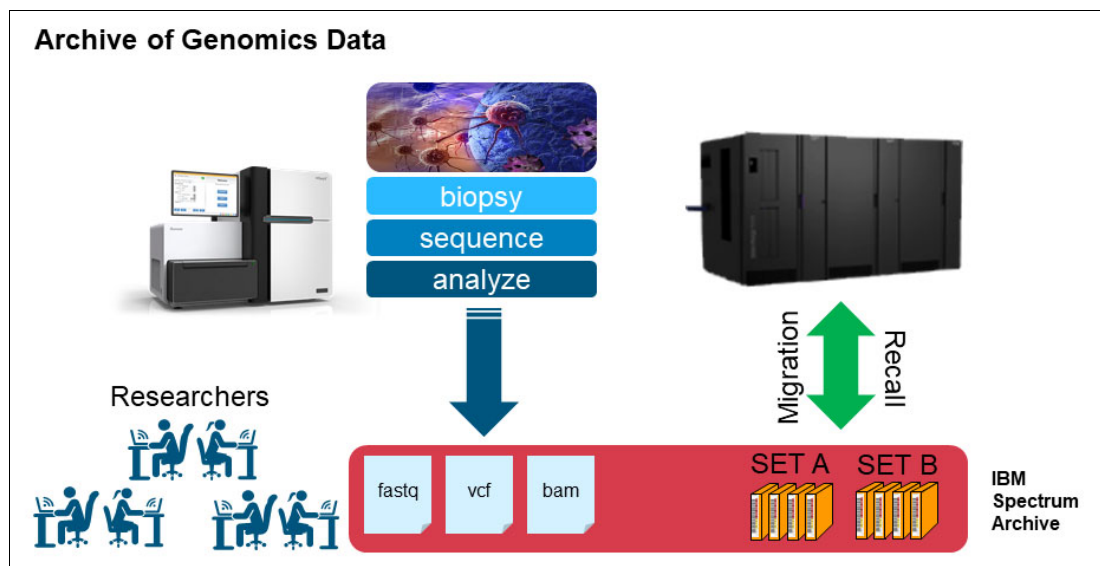 Archive of Genomics Data
biopsy
sequence
analyze
Migration
Recall
Researchers
fastq
vcf
bam
SET A
SET B
IBM
Spectrum
Archive